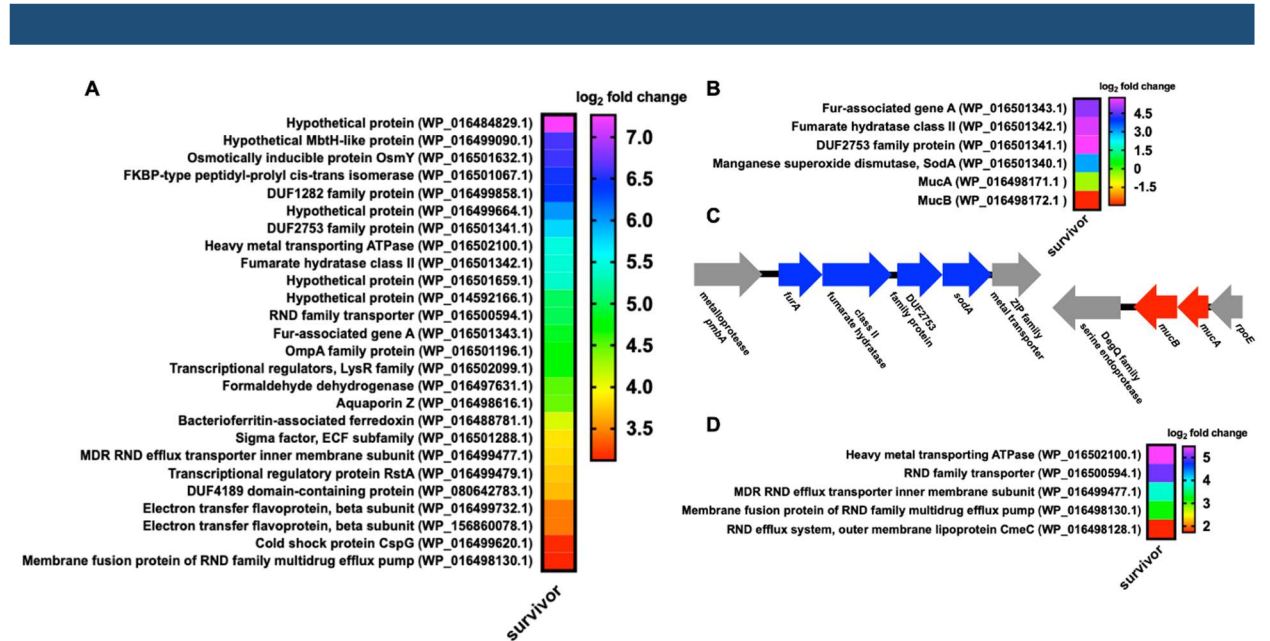 A
log2 fold change
Hypothetical protein (WP_016484829.1)
Hypothetical MbtH-like protein (WP_016499090.1)
Osmotically inducible protein OsmY (WP_016501632.1)
FKBP-type peptidyl-prolyl cis-trans isomerase (WP_016501067.1)
DUF1282 family protein (WP_016499858.1)
Hypothetical protein (WP_016499664.1)
DUF2753 family protein (WP_016501341.1)
Heavy metal transporting ATPase (WP_016502100.1)
Fumarate hydratase class II (WP_016501342.1)
Hypothetical protein (WP_016501659.1)
Hypothetical protein (WP_014592166.1)
RND family transporter (WP_016500594.1)
Fur-associated gene A (WP_016501343.1)
OmpA family protein (WP_016501196.1)
Transcriptional regulators, LysR family (WP_016502099.1)
Formaldehyde dehydrogenase (WP_016497631.1)
Aquaporin Z (WP_016498616.1)
Bacterioferritin-associated ferredoxin (WP_016488781.1)
Sigma factor, ECF subfamily (WP_016501288.1)
MDR RND efflux transporter inner membrane subunit (WP_016499477.1)
Transcriptional regulatory protein RstA (WP_016499479.1)
DUF4189 domain-containing protein (WP_080642783.1)
Electron transfer flavoprotein, beta subunit (WP_016499732.1)
Electron transfer flavoprotein, beta subunit (WP_156860078.1)
Cold shock protein CspG (WP_016499620.1)
Membrane fusion protein of RND family multidrug efflux pump (WP_016498130.1)
7.0
6.5
6.0
5.5
5.0
4.5
4.0
3.5
survivor
B
log2 fold change
Fur-associated gene A (WP_016501343.1)
Fumarate hydratase class II (WP_016501342.1)
DUF2753 family protein (WP_016501341.1)
Manganese superoxide dismutase, SodA (WP_016501340.1)
MucA (WP_016498171.1 )
MucB (WP_016498172.1 )
4.5
3.0
1.5
0
-1.5
survivor
C
metalloprotease
pmbA
furA
class II
fumarate hydratase
DUF2753
family protein
sodA
ZIP family
metal transporter
DegQ family
serine endoprotease
mucB
mucA
rpoE
D
log2 fold change
Heavy metal transporting ATPase (WP_016502100.1)
RND family transporter (WP_016500594.1)
MDR RND efflux transporter inner membrane subunit (WP_016499477.1)
Membrane fusion protein of RND family multidrug efflux pump (WP_016498130.1)
RND efflux system, outer membrane lipoprotein CmeC (WP_016498128.1)
5
4
3
2
survivor